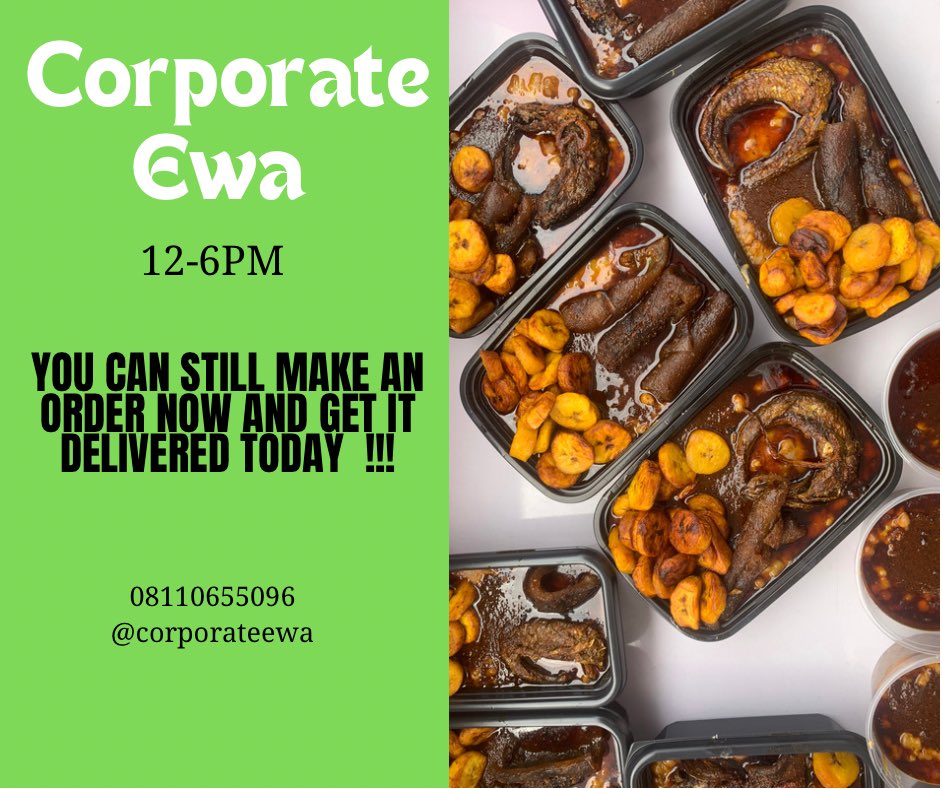 Corporate
Ewa
12-6PM
YOU CAN STILL MAKE AN
ORDER NOW AND GET IT
DELIVERED TODAY !!!
08110655096
@corporateewa